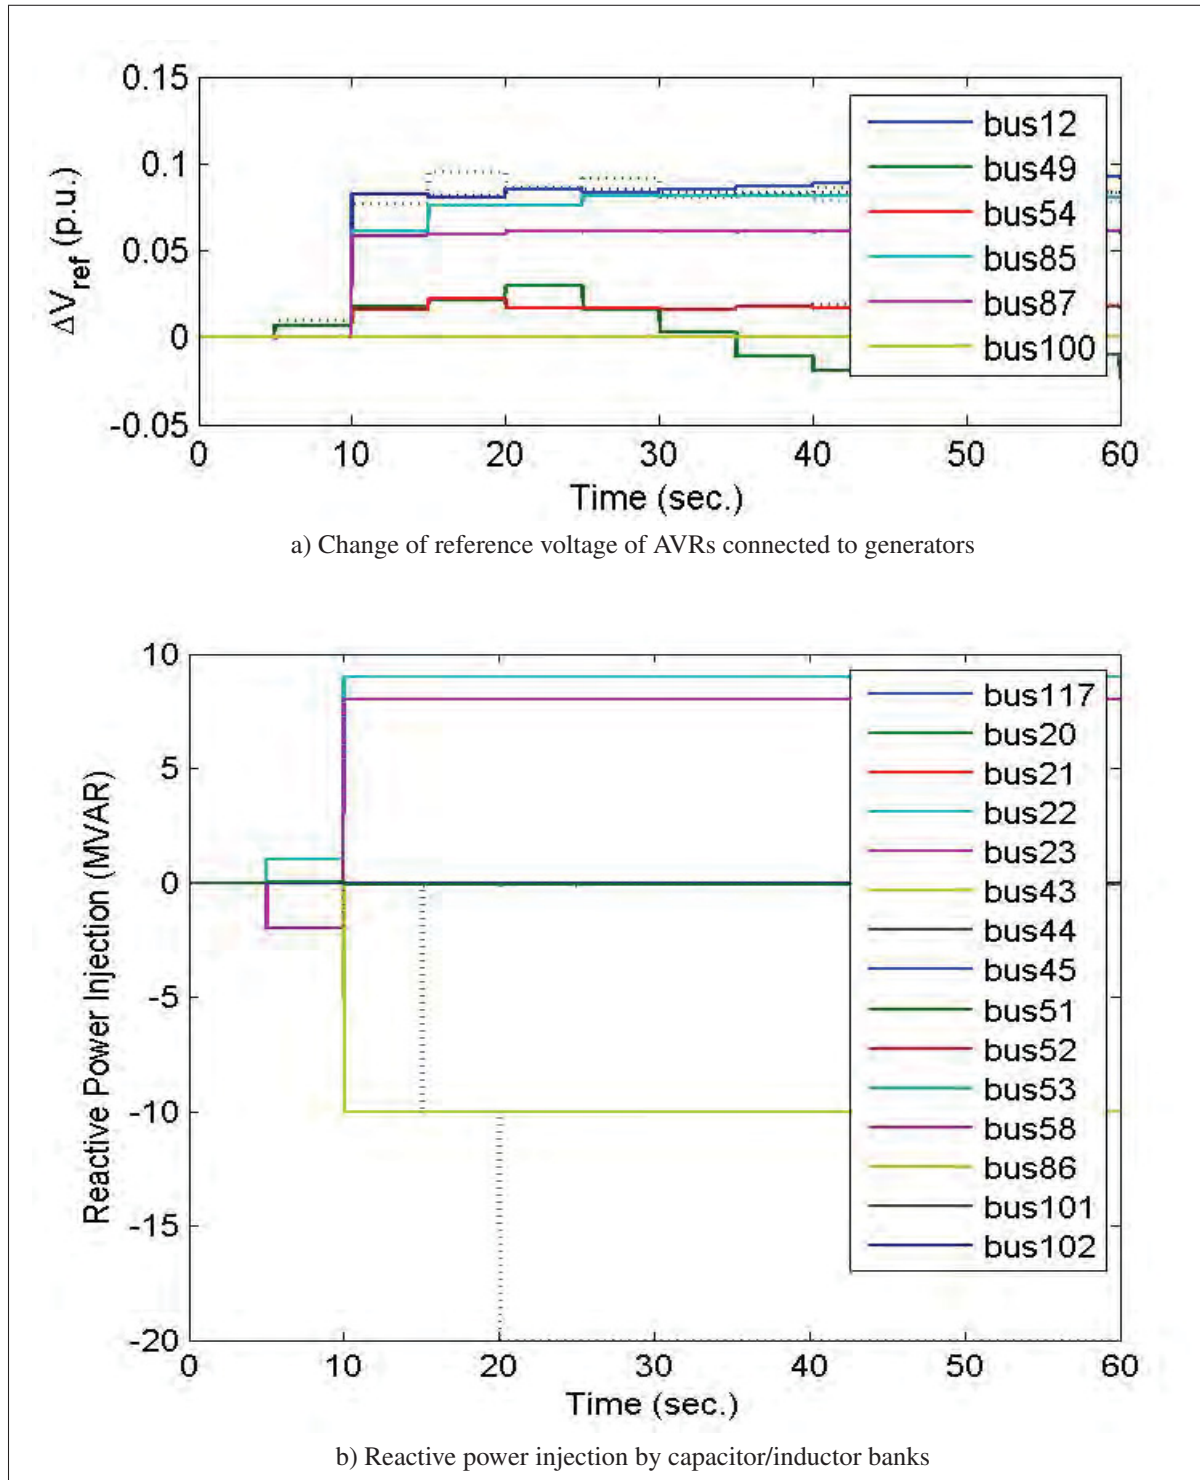 0.15
0.1
0.05
0
-0.05
ΔV_ref (p.u.)
bus12
bus49
bus54
bus85
bus87
bus100
0 10 20 30 40 50 60
Time (sec.)
a) Change of reference voltage of AVRs connected to generators
10
5
0
-5
-10
-15
-20
Reactive Power Injection (MVAR)
bus117
bus20
bus21
bus22
bus23
bus43
bus44
bus45
bus51
bus52
bus53
bus58
bus86
bus101
bus102
0 10 20 30 40 50 60
Time (sec.)
b) Reactive power injection by capacitor/inductor banks